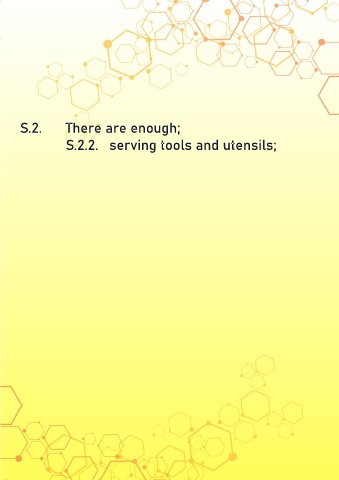 S.2. There are enough;
S.2.2. serving tools and utensils;